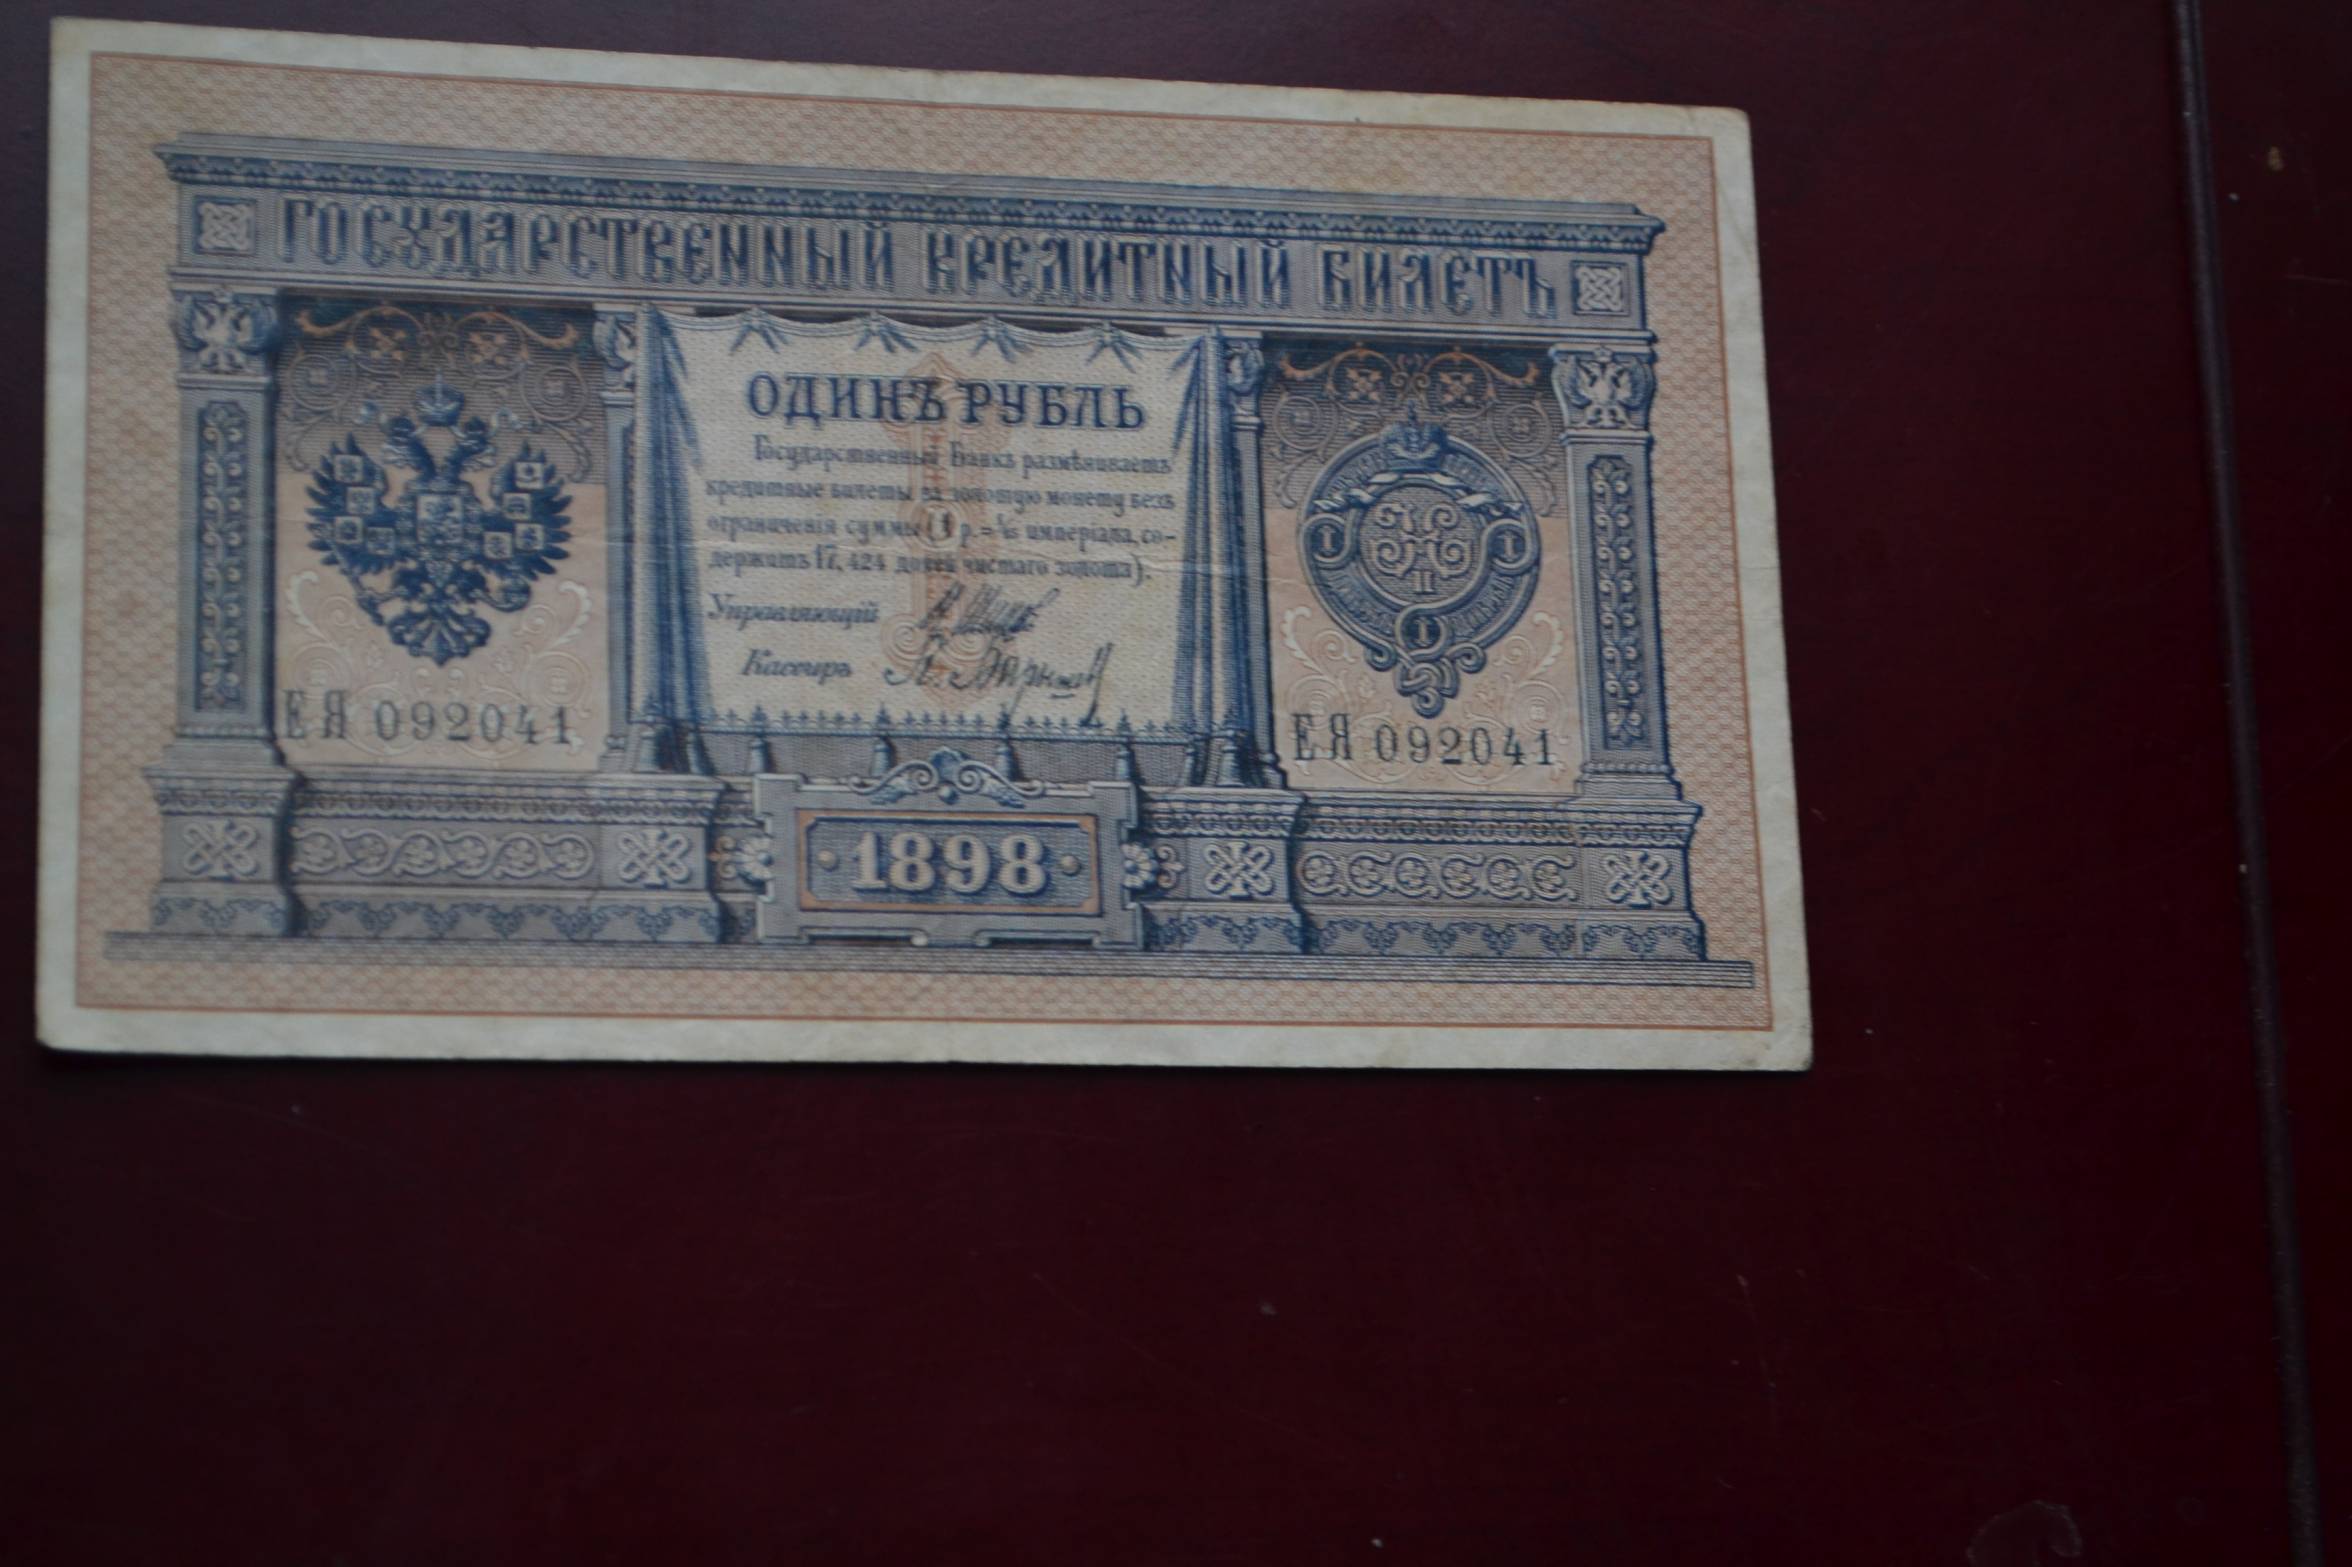 ГОСУДАРСТВЕННЫЙ КРЕДИТНЫЙ БИЛЕТЪ
ОДИНЪ РУБЛЬ
Государственный Банкъ размѣниваетъ
кредитные билеты на золотую монету безъ
ограниченія суммы (1 р. = 1/15 имперіала, со-
держитъ 17,424 долей чистаго золота).
Управляющій
Кассиръ
I I I
II
ЕЯ 092041
ЕЯ 092041
1898